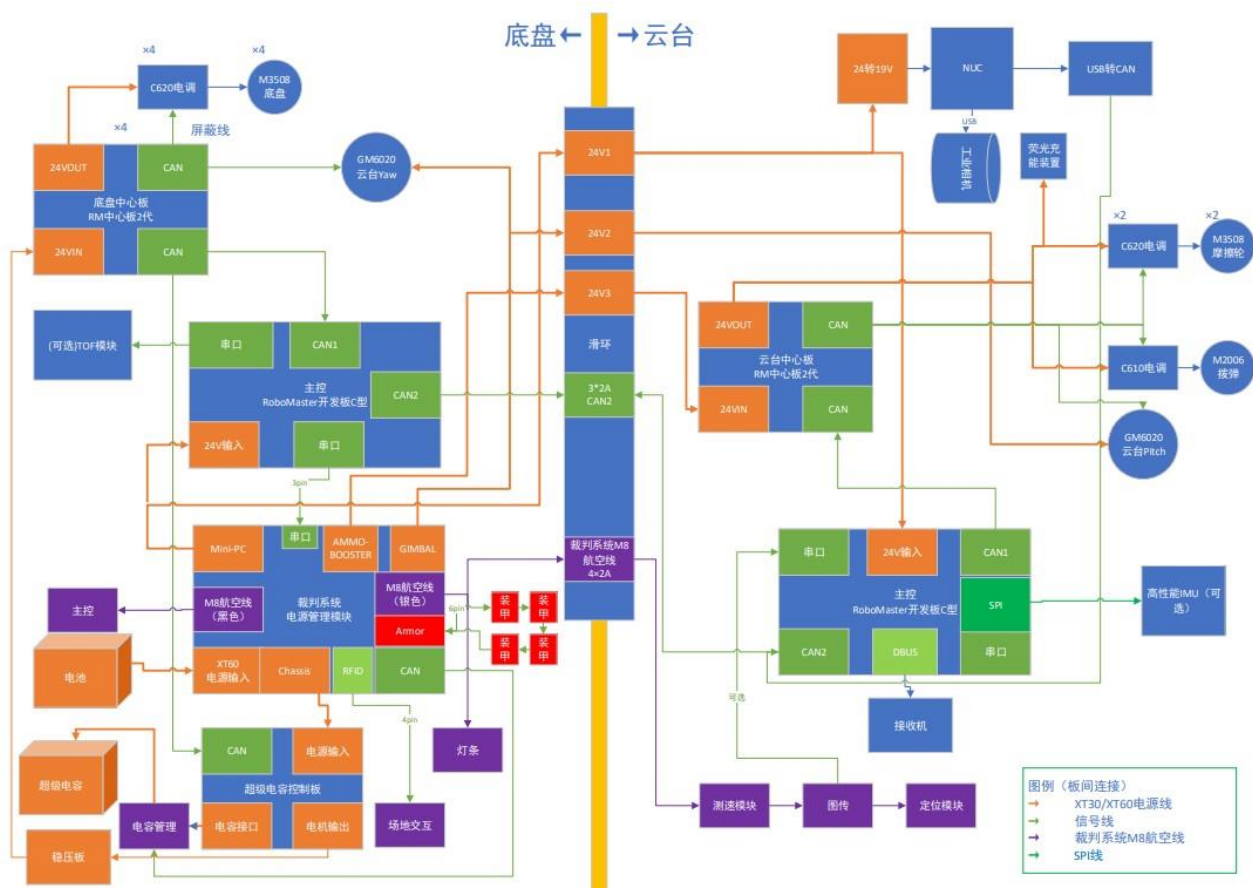 底盘← →云台
×4
×4
C620电调
M3508
底盘
屏蔽线
×4
24VOUT
CAN
底盘中心板
RM中心板2代
24VIN
CAN
GM6020
云台Yaw
(可选)TOF模块
串口
CAN1
主控
RoboMaster开发板C型
CAN2
24V输入
串口
3pin
Mini-PC
串口
AMMO-
BOOSTER
GIMBAL
主控
M8航空线
（黑色）
裁判系统
电源管理模块
M8航空线
（银色）
6pin
装甲
装甲
装甲
装甲
Armor
电池
XT60
电源输入
Chassis
RFID
CAN
4pin
CAN
电源输入
超级电容控制板
超级电容
电容管理
电容接口
电机输出
稳压板
灯条
场地交互
24V1
24V2
24V3
滑环
3*2A
CAN2
裁判系统M8
航空线
4×2A
24转19V
NUC
USB转CAN
USB
工业相机
荧光充
能装置
×2
×2
C620电调
M3508
摩擦轮
24VOUT
CAN
云台中心板
RM中心板2代
24VIN
CAN
C610电调
M2006
拨弹
GM6020
云台Pitch
串口
24V输入
CAN1
主控
RoboMaster开发板C型
SPI
高性能IMU（可
选）
CAN2
DBUS
串口
可选
接收机
测速模块
图传
定位模块
图例（板间连接）
XT30/XT60电源线
信号线
裁判系统M8航空线
SPI线